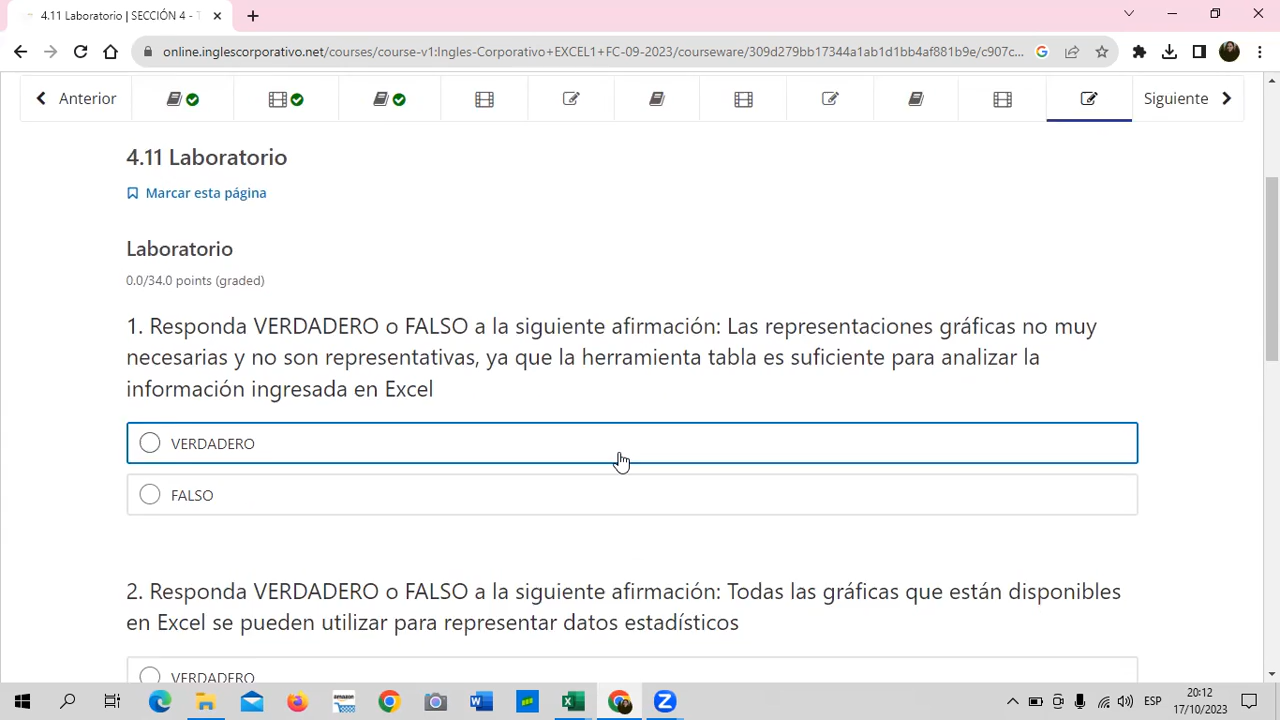 4.11 Laboratorio | SECCIÓN 4 - T
online.inglescorporativo.net/courses/course-v1:Ingles-Corporativo+EXCEL1+FC-09-2023/courseware/309d279bb17344a1ab1d1bb4af881b9e/c907c...
Anterior
Siguiente
4.11 Laboratorio
Marcar esta página
Laboratorio
0.0/34.0 points (graded)
1. Responda VERDADERO o FALSO a la siguiente afirmación: Las representaciones gráficas no muy
necesarias y no son representativas, ya que la herramienta tabla es suficiente para analizar la
información ingresada en Excel
VERDADERO
FALSO
2. Responda VERDADERO o FALSO a la siguiente afirmación: Todas las gráficas que están disponibles
en Excel se pueden utilizar para representar datos estadísticos
VERDADERO
amazon
ESP
20:12
17/10/2023